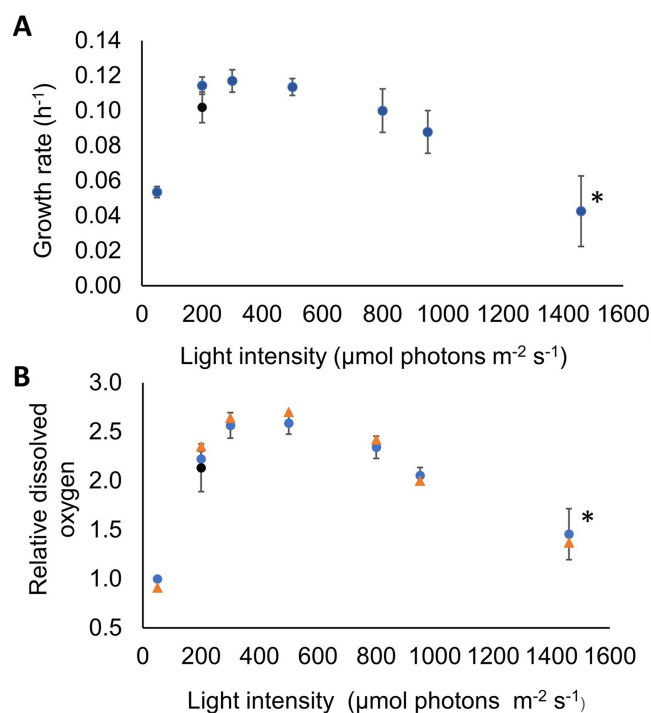 A
0.14
0.12
0.10
0.08
0.06
0.04
0.02
0.00
Growth rate (h-1)
*
0 200 400 600 800 1000 1200 1400 1600
Light intensity (µmol photons m-2 s-1)
B
3.0
2.5
2.0
1.5
1.0
0.5
Relative dissolved
oxygen
*
0 200 400 600 800 1000 1200 1400 1600
Light intensity (µmol photons m-2 s-1)